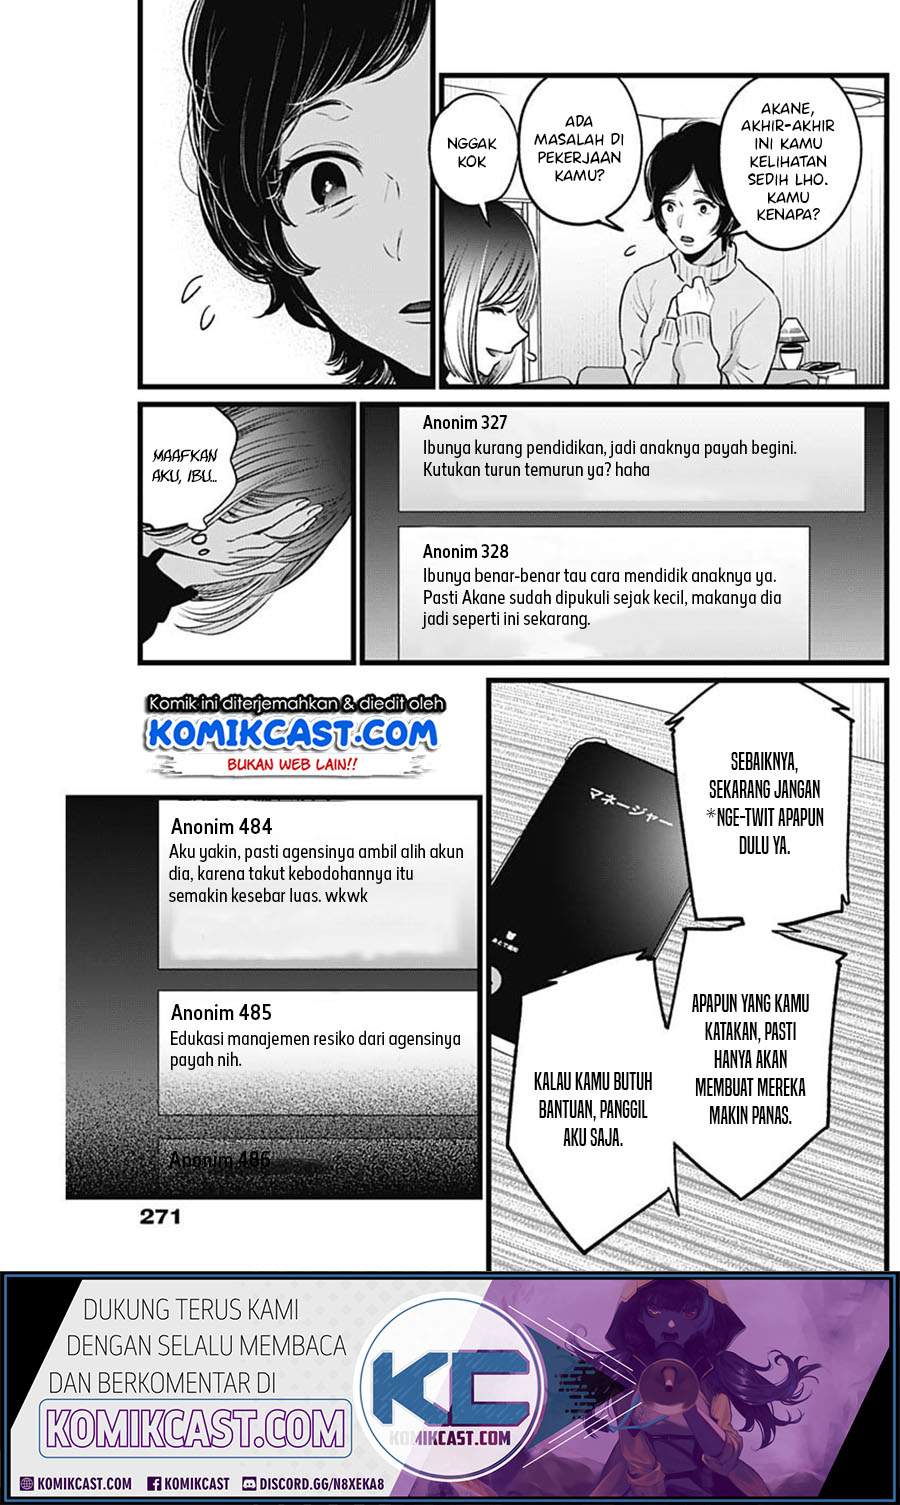 AKANE,
AKHIR-AKHIR
INI KAMU
KELIHATAN
SEDIH LHO.
KAMU
KENAPA?
ADA
MASALAH DI
PEKERJAAN
KAMU?
NGGAK
KOK
Anonim 327
Ibunya kurang pendidikan, jadi anaknya payah begini.
Kutukan turun temurun ya? haha
Anonim 328
Ibunya benar-benar tau cara mendidik anaknya ya.
Pasti Akane sudah dipukuli sejak kecil, makanya dia
jadi seperti ini sekarang.
MAAFKAN
AKU, IBU...
SEBAIKNYA,
SEKARANG JANGAN
*NGE-TWIT APAPUN
DULU YA.
マネージャー
あとで通知
APAPUN YANG KAMU
KATAKAN, PASTI
HANYA AKAN
MEMBUAT MEREKA
MAKIN PANAS.
KALAU KAMU BUTUH
BANTUAN, PANGGIL
AKU SAJA.
Komik ini diterjemahkan & diedit oleh
KOMIKCAST.COM
BUKAN WEB LAIN!!
Anonim 484
Aku yakin, pasti agensinya ambil alih akun
dia, karena takut kebodohannya itu
semakin kesebar luas. wkwk
Anonim 485
Edukasi manajemen resiko dari agensinya
payah nih.
Anonim 486
271
DUKUNG TERUS KAMI
DENGAN SELALU MEMBACA
DAN BERKOMENTAR DI
KOMIKCAST.COM
KOMIKCAST.COM
KOMIKCAST
DISCORD.GG/N8XEKA8
KC
KOMIKCAST.COM